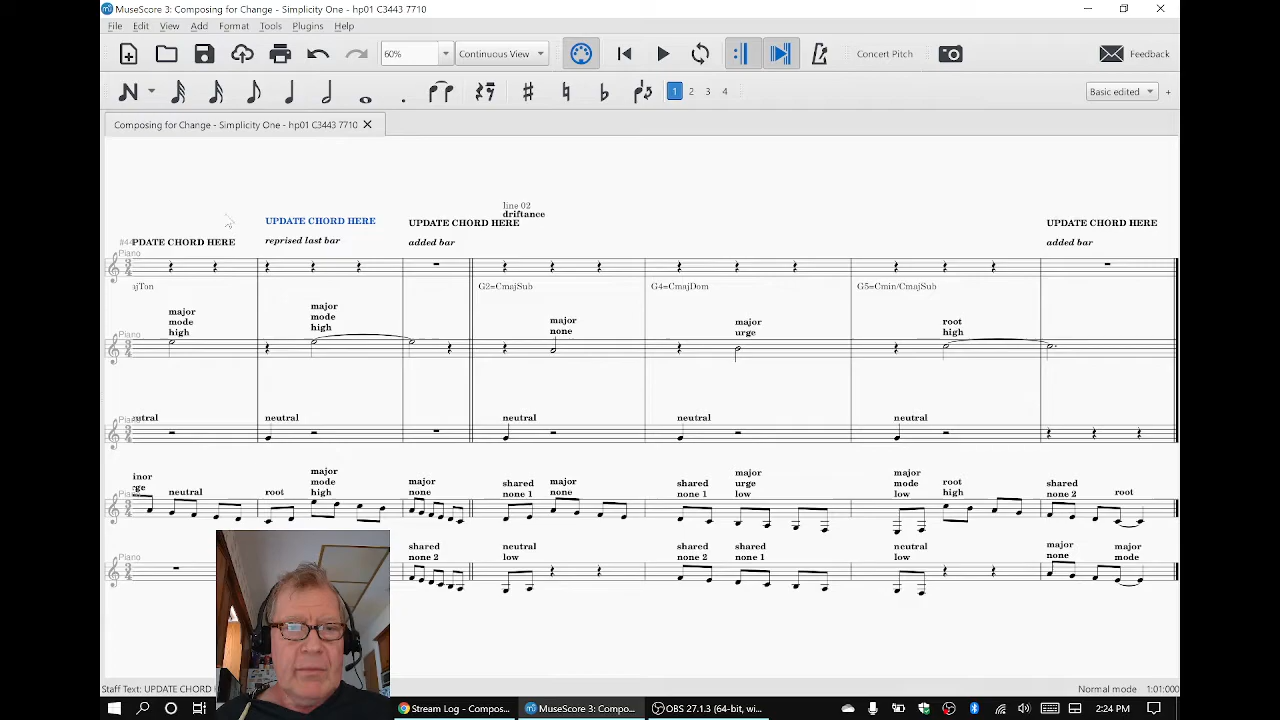 MuseScore 3: Composing for Change - Simplicity One - hp01 C3443 7710
File Edit View Add Format Tools Plugins Help
60% Continuous View Concert Pitch Feedback
1 2 3 4 Basic edited +
Composing for Change - Simplicity One - hp01 C3443 7710
line 02
driftance
UPDATE CHORD HERE UPDATE CHORD HERE UPDATE CHORD HERE
PDATE CHORD HERE reprised last bar added bar added bar
Piano
ajTon G2=CmajSub G4=CmajDom G5=Cmin/CmajSub
major major major major root
mode mode none urge high
high high
Piano
neutral neutral neutral neutral
inor root major major shared major shared major major root shared root
rge neutral mode none none 1 none none 1 urge mode high none 2
high low low
Piano
shared neutral shared shared neutral major major
none 2 low none 2 none 1 low none mode
Staff Text: UPDATE CHORD Normal mode 1:01:000
Stream Log - Compos... MuseScore 3: Compo... OBS 27.1.3 (64-bit, wi... 2:24 PM